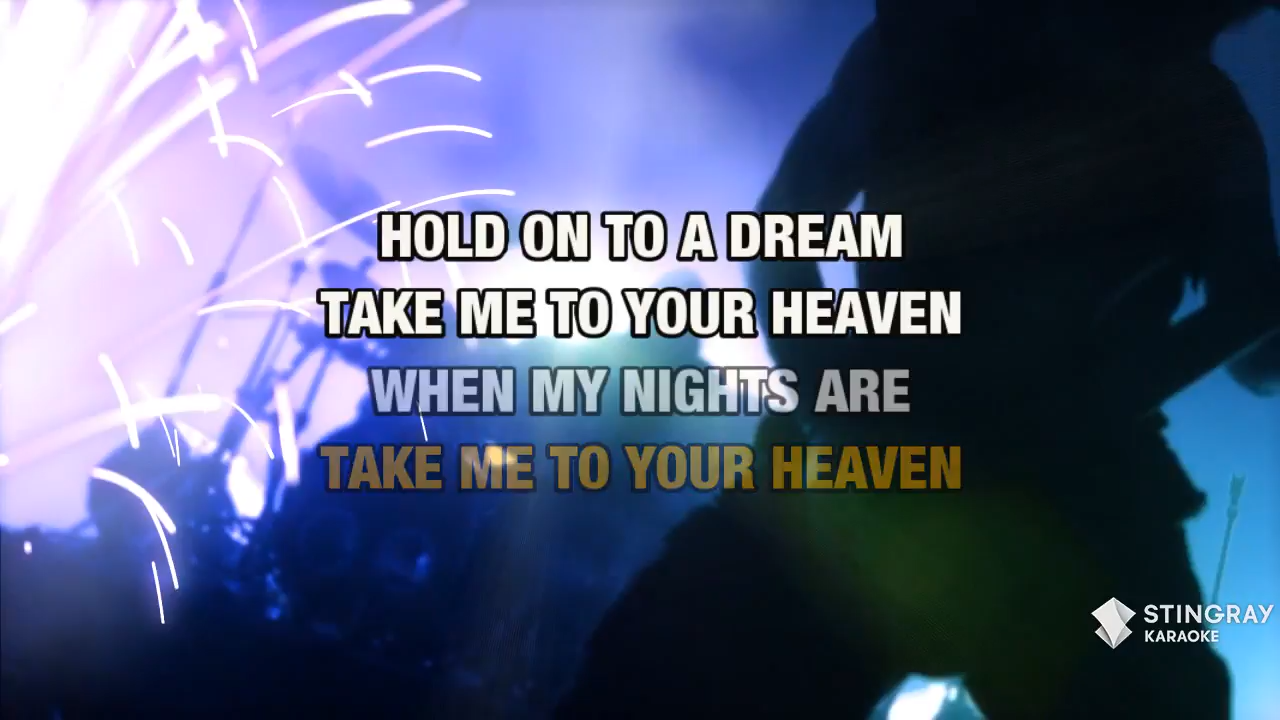 HOLD ON TO A DREAM
TAKE ME TO YOUR HEAVEN
WHEN MY NIGHTS ARE
TAKE ME TO YOUR HEAVEN
STINGRAY
KARAOKE